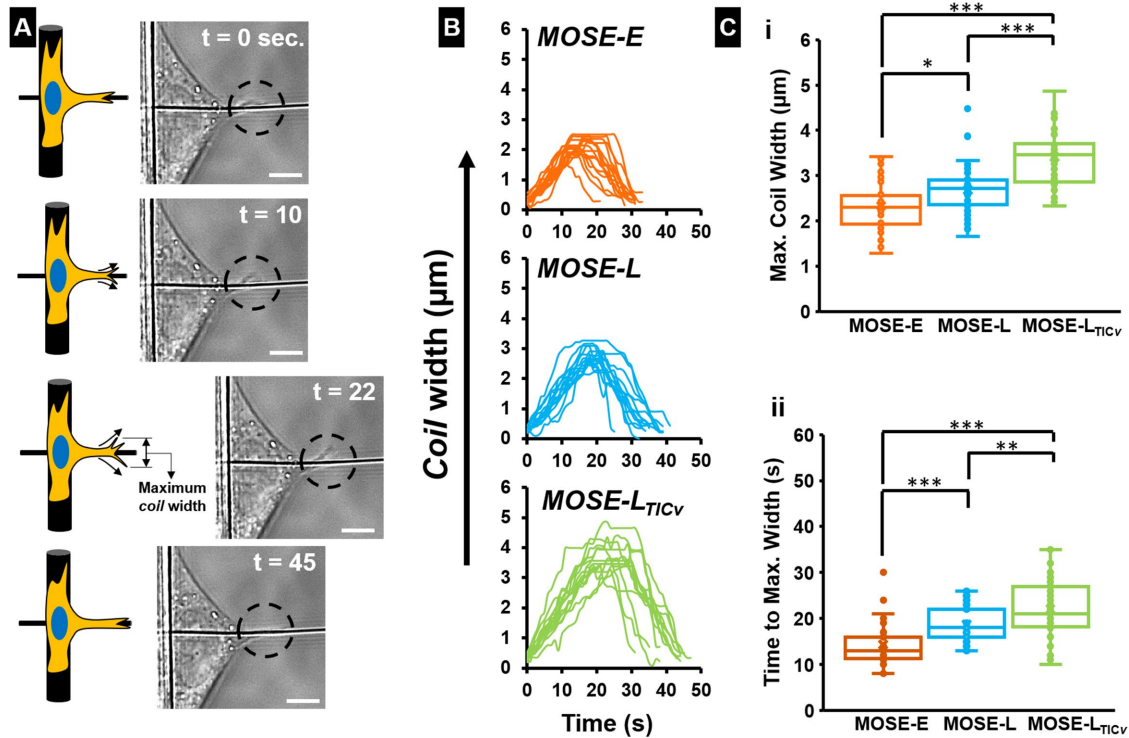 A
t = 0 sec.
t = 10
t = 22
Maximum
coil width
t = 45
B
Coil width (µm)
MOSE-E
6
5
4
3
2
1
0
0 10 20 30 40 50
MOSE-L
6
5
4
3
2
1
0
0 10 20 30 40 50
MOSE-LTICv
6
5
4
3
2
1
0
0 10 20 30 40 50
Time (s)
C
i
***
***
*
Max. Coil Width (µm)
6
5
4
3
2
1
0
MOSE-E MOSE-L MOSE-LTICv
ii
***
**
***
Time to Max. Width (s)
60
50
40
30
20
10
0
MOSE-E MOSE-L MOSE-LTICv